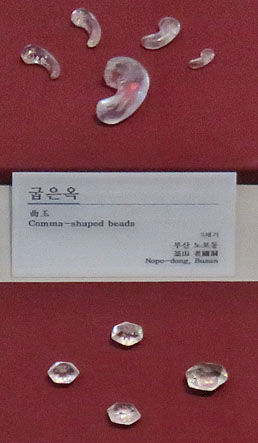 굽은옥
曲玉
Comma-shaped beads
3세기
부산 노포동
釜山 老圃洞
Nopo-dong, Busan